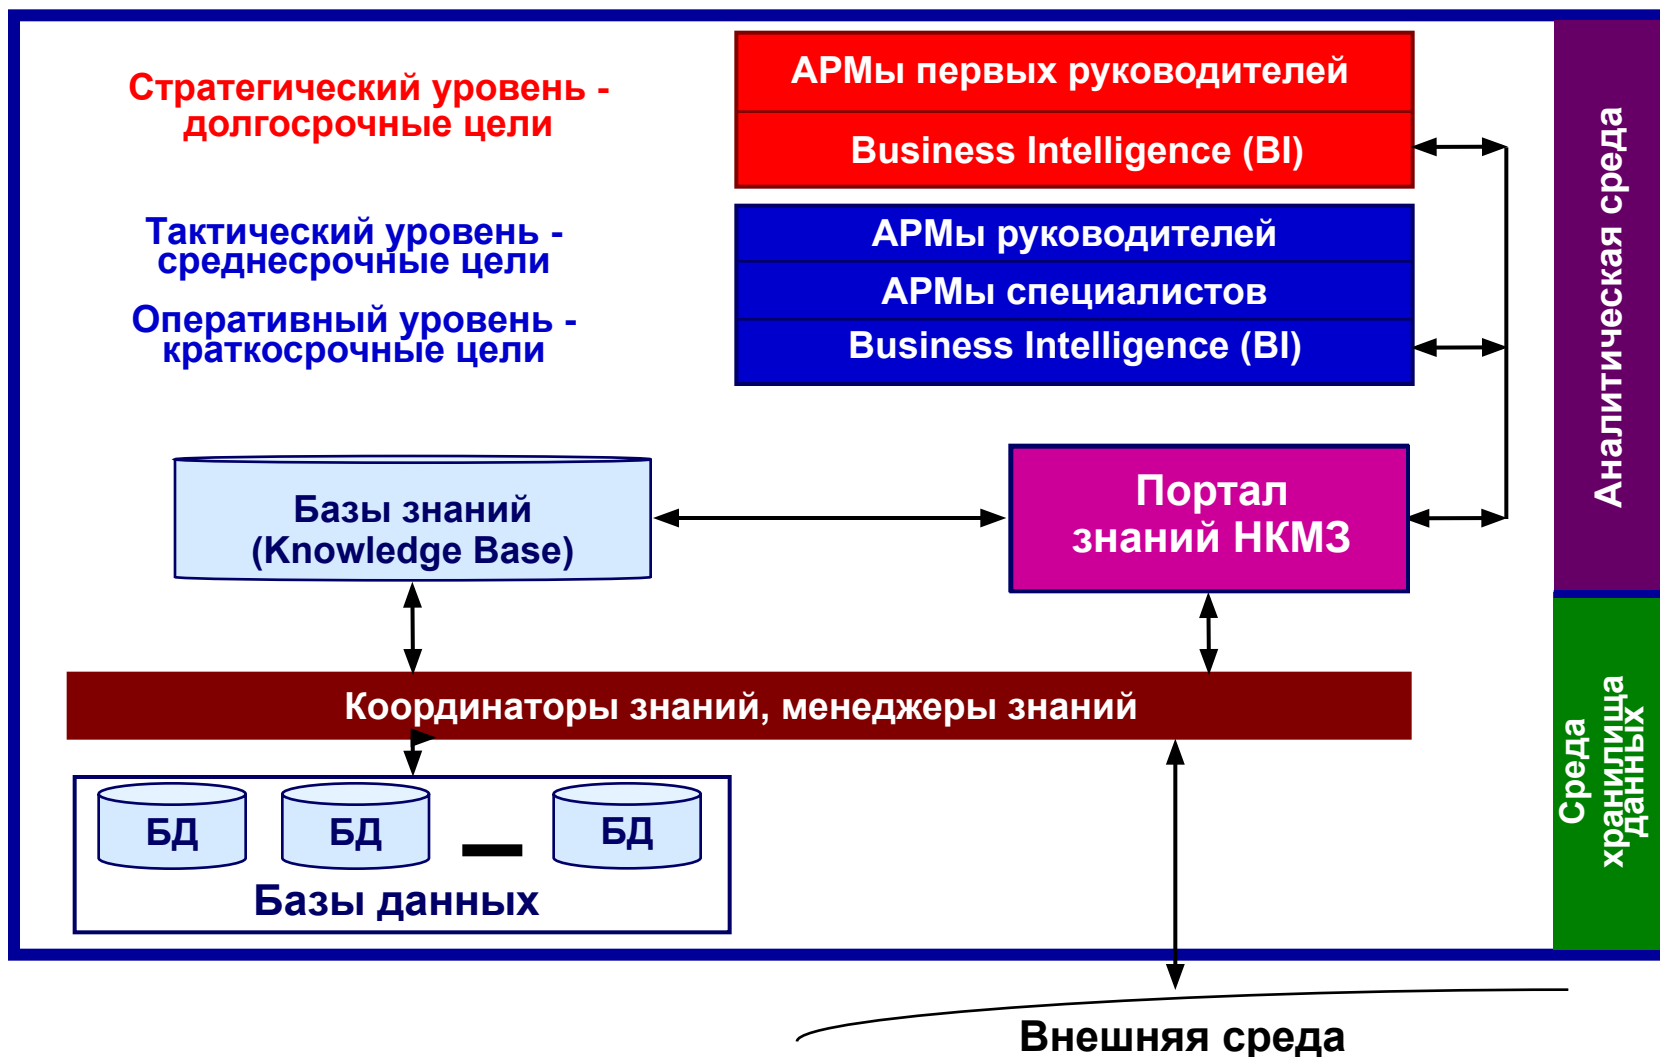 Стратегический уровень -
долгосрочные цели
АРМы первых руководителей
Business Intelligence (BI)
Тактический уровень -
среднесрочные цели
Оперативный уровень -
краткосрочные цели
АРМы руководителей
АРМы специалистов
Business Intelligence (BI)
Аналитическая среда
Базы знаний
(Knowledge Base)
Портал
знаний НКМЗ
Координаторы знаний, менеджеры знаний
Среда
хранилища
данных
БД
БД
БД
Базы данных
Внешняя среда